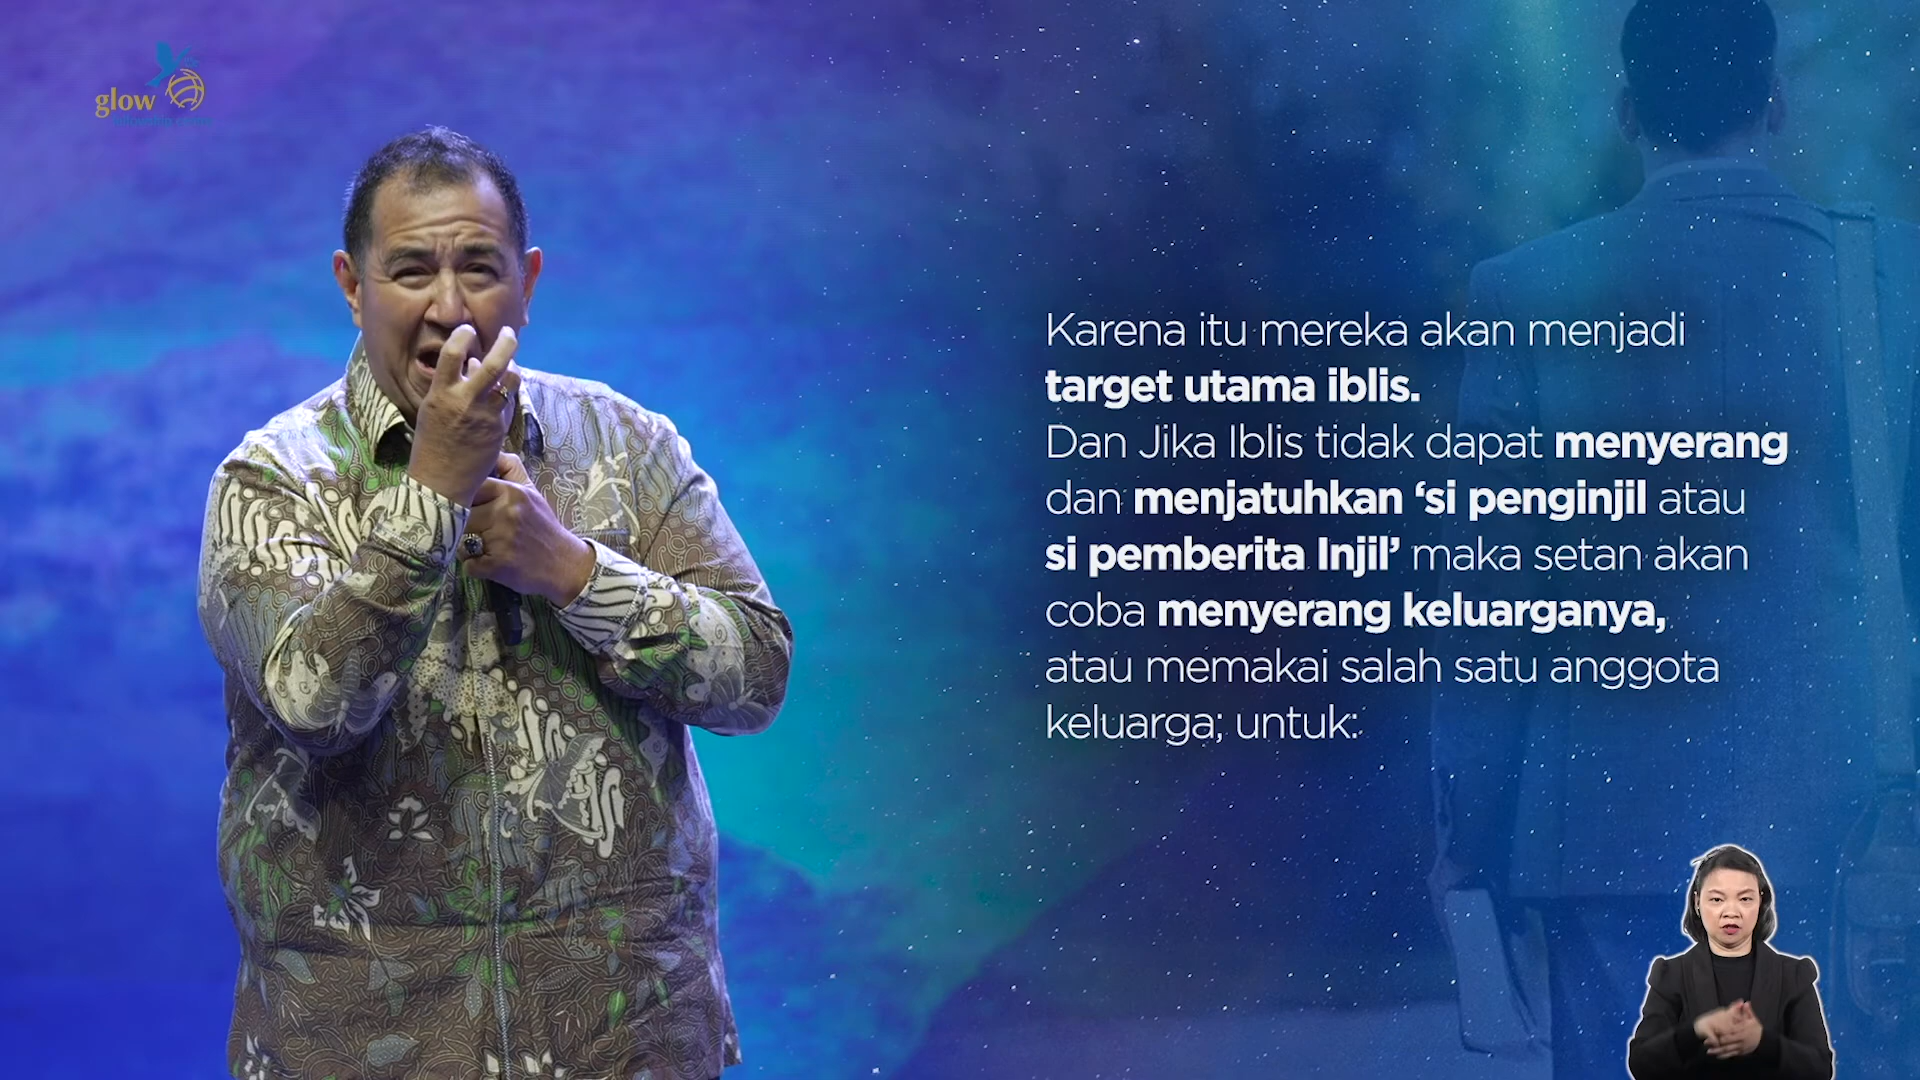 glow
Karena itu mereka akan menjadi
target utama iblis.
Dan Jika Iblis tidak dapat menyerang
dan menjatuhkan ‘si penginjil atau
si pemberita Injil’ maka setan akan
coba menyerang keluarganya,
atau memakai salah satu anggota
keluarga; untuk: